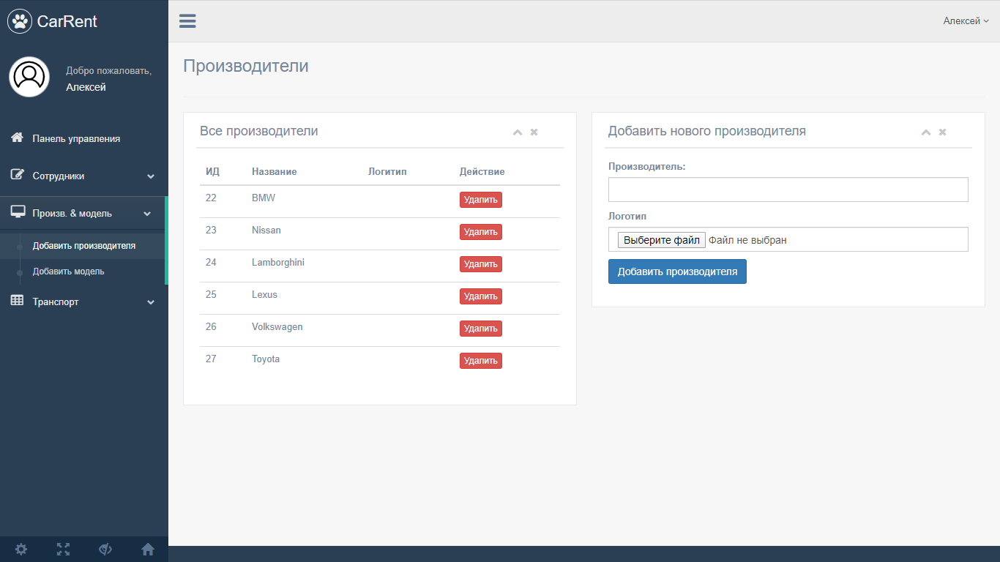 CarRent
Алексей
Добро пожаловать,
Алексей
Панель управления
Сотрудники
Произв. & модель
Добавить производителя
Добавить модель
Транспорт
Производители
Все производители
ИД Название Логитип Действие
22 BMW Удалить
23 Nissan Удалить
24 Lamborghini Удалить
25 Lexus Удалить
26 Volkswagen Удалить
27 Toyota Удалить
Добавить нового производителя
Производитель:
Логотип
Выберите файл Файл не выбран
Добавить производителя